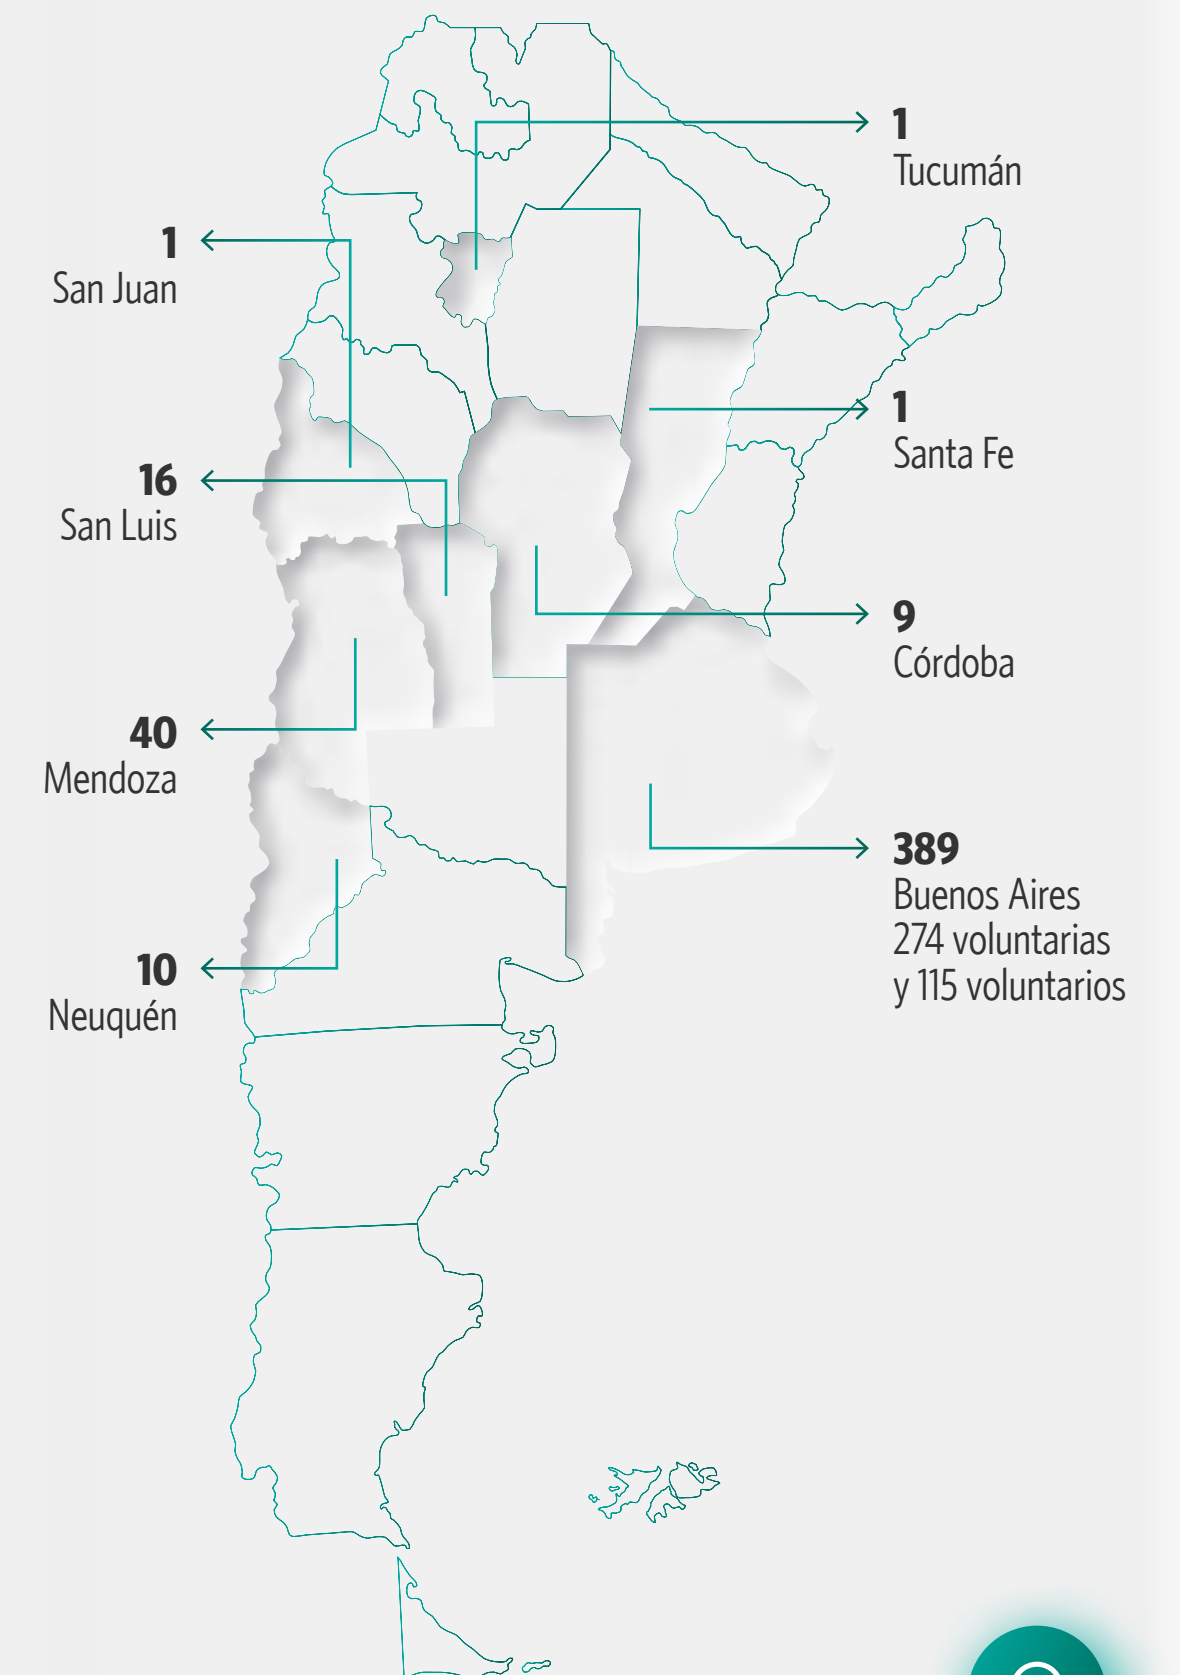 1
Tucumán
1
San Juan
1
Santa Fe
16
San Luis
9
Córdoba
40
Mendoza
389
Buenos Aires
274 voluntarias
y 115 voluntarios
10
Neuquén